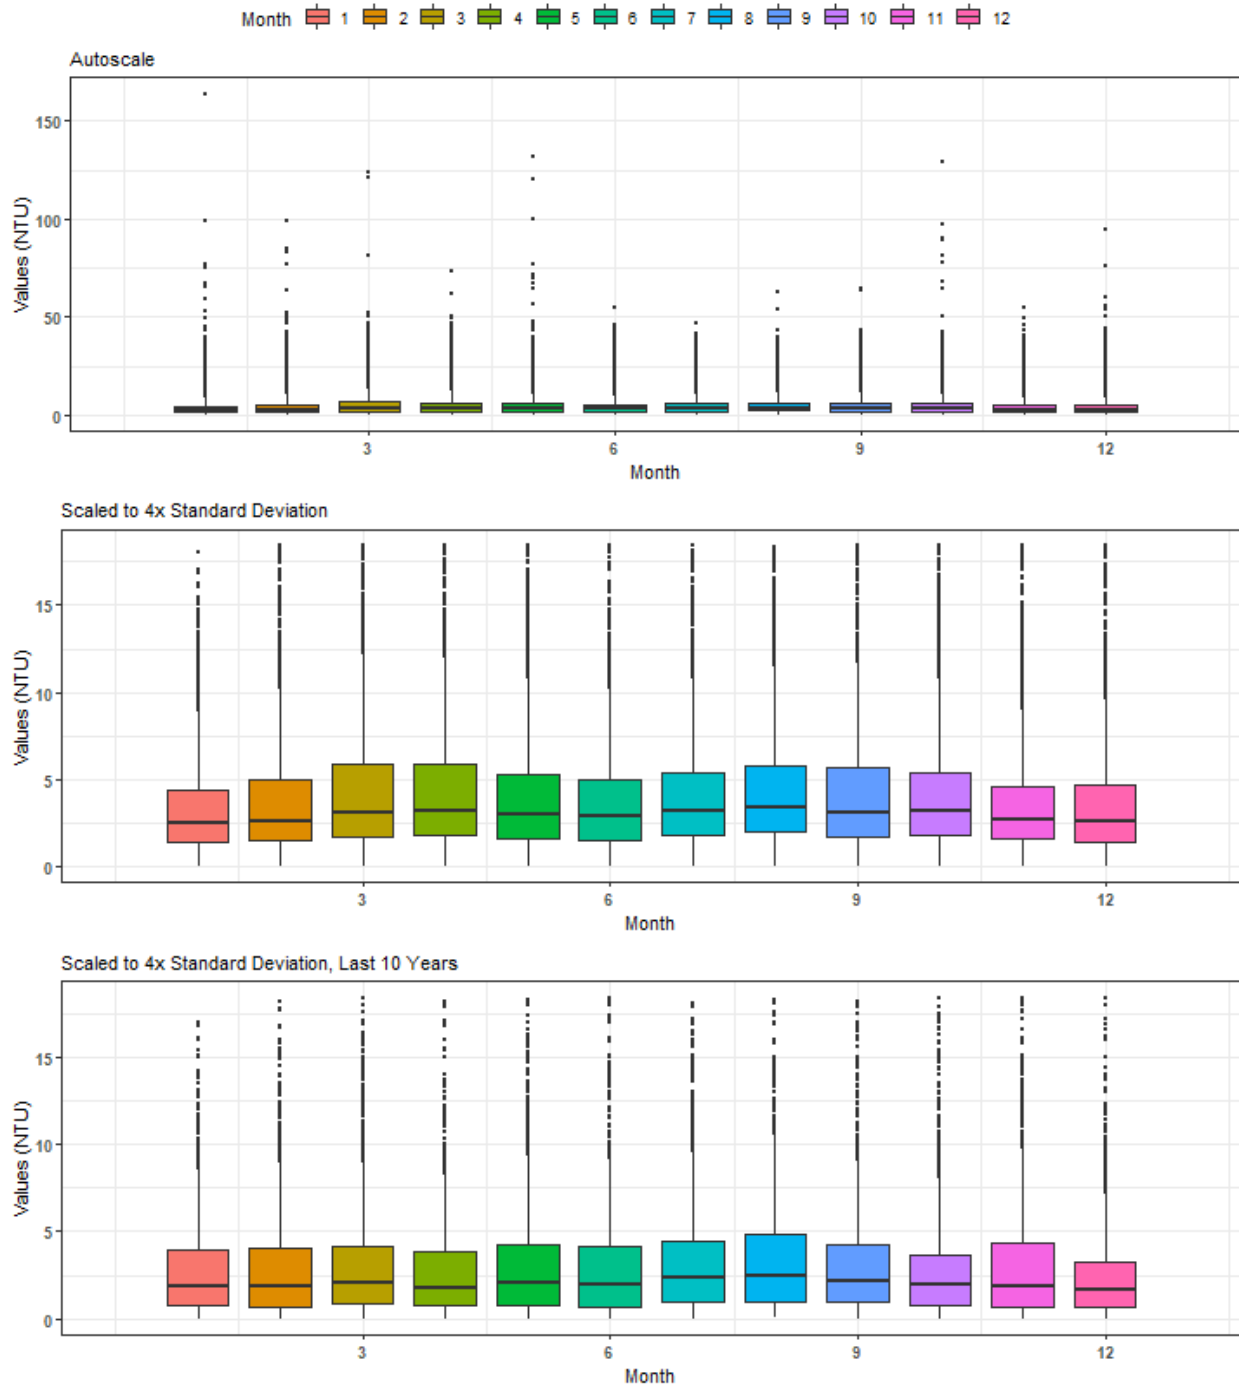 Month 1 2 3 4 5 6 7 8 9 10 11 12
Autoscale
Values (NTU)
150
100
50
0
3 6 9 12
Month
Scaled to 4x Standard Deviation
Values (NTU)
15
10
5
0
3 6 9 12
Month
Scaled to 4x Standard Deviation, Last 10 Years
Values (NTU)
15
10
5
0
3 6 9 12
Month